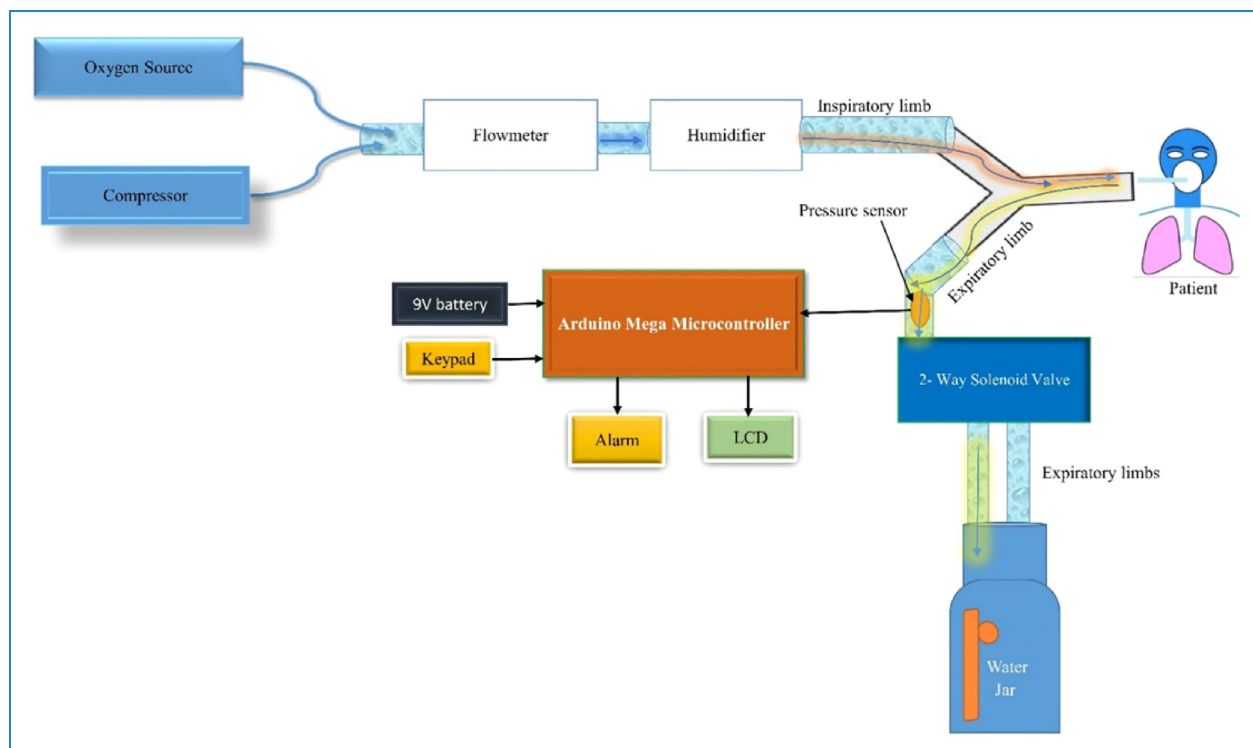 Oxygen Source
Compressor
Flowmeter
Humidifier
Inspiratory limb
Pressure sensor
Expiratory limb
Patient
9V battery
Keypad
Arduino Mega Microcontroller
Alarm
LCD
2- Way Solenoid Valve
Expiratory limbs
Water
Jar